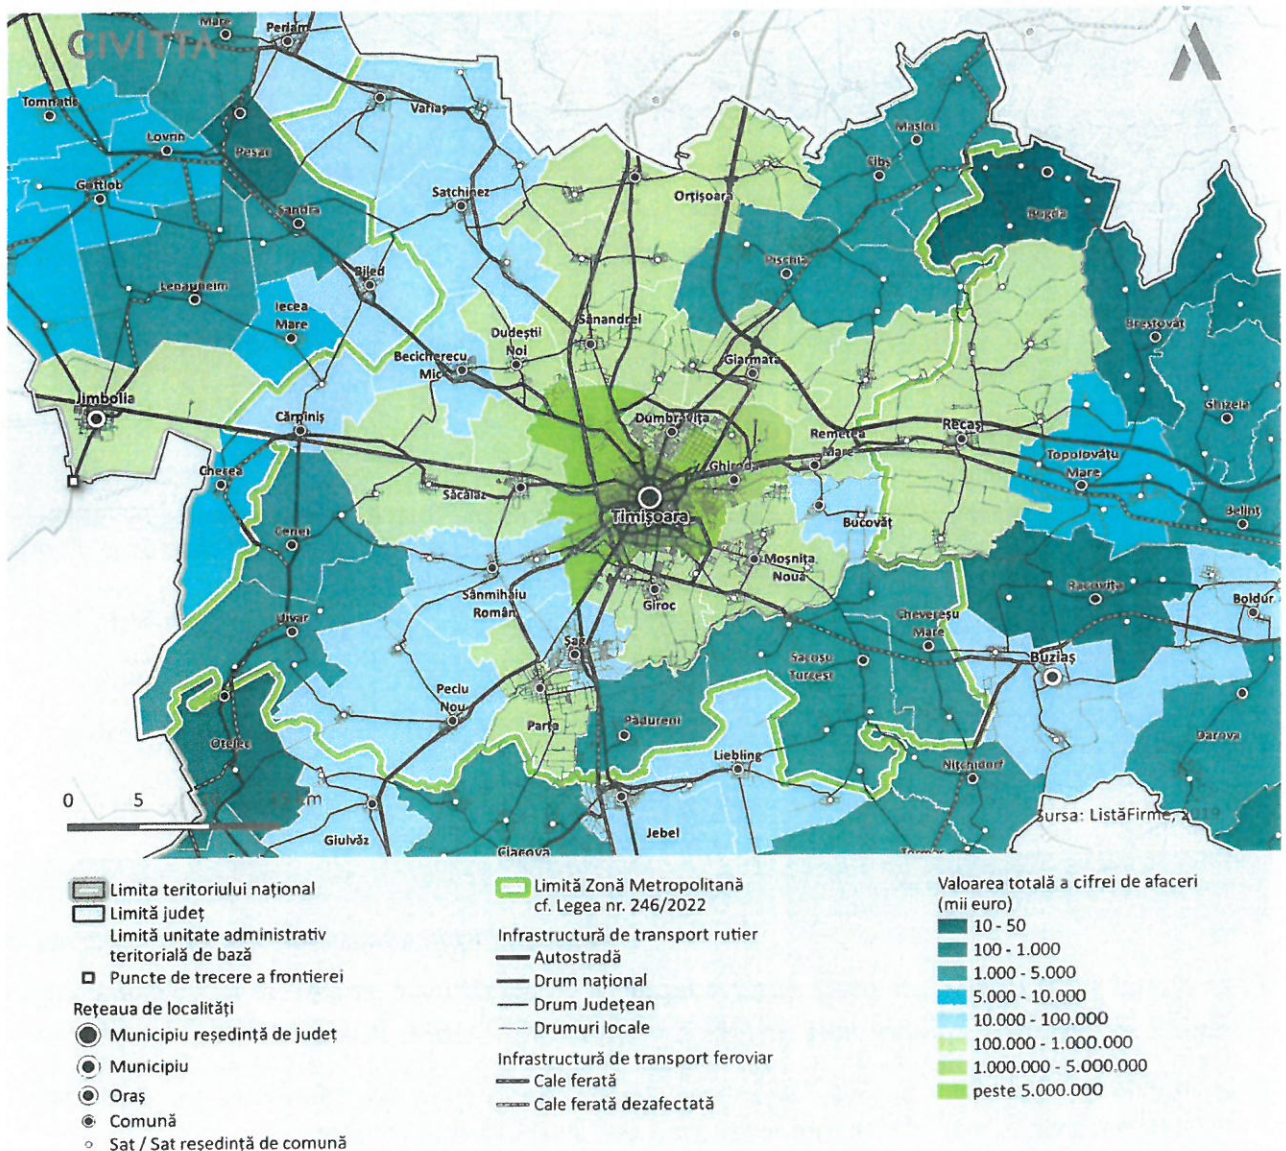 CIVITTA
Mare
Periam
Tomnatic
Variaș
Lovrin
Pesac
Mașloc
Fibiș
Gottlob
Satchinez
Orțișoara
Sandra
Bogda
Biled
Pișchia
Lenauheim
Iecea
Mare
Dudeștii
Noi
Sânandrei
Brestovăț
Becicherecu
Mic
Giarmata
Jimbolia
Cărpiniș
Dumbrăvița
Ghizela
Remetea
Mare
Recaș
Checea
Ghiroda
Topolovățu
Mare
Săcălaz
Timișoara
Bucovăț
Belinț
Cenei
Moșnița
Nouă
Sânmihaiu
Român
Giroc
Racovița
Boldur
Uivar
Chevereșu
Mare
Șag
Sacoșu
Turcesc
Buziaș
Peciu
Nou
Parța
Pădureni
Otelec
Darova
Liebling
Nițchidorf
0 5 km
Giulvăz
Jebel
Sursa: ListăFirme, 2019
Ciacova
Limita teritoriului național
Limită județ
Limită unitate administrativ
teritorială de bază
Puncte de trecere a frontierei
Rețeaua de localități
Municipiu reședință de județ
Municipiu
Oraș
Comună
Sat / Sat reședință de comună
Limită Zonă Metropolitană
cf. Legea nr. 246/2022
Infrastructură de transport rutier
Autostradă
Drum național
Drum Județean
Drumuri locale
Infrastructură de transport feroviar
Cale ferată
Cale ferată dezafectată
Valoarea totală a cifrei de afaceri
(mii euro)
10 - 50
100 - 1.000
1.000 - 5.000
5.000 - 10.000
10.000 - 100.000
100.000 - 1.000.000
1.000.000 - 5.000.000
peste 5.000.000